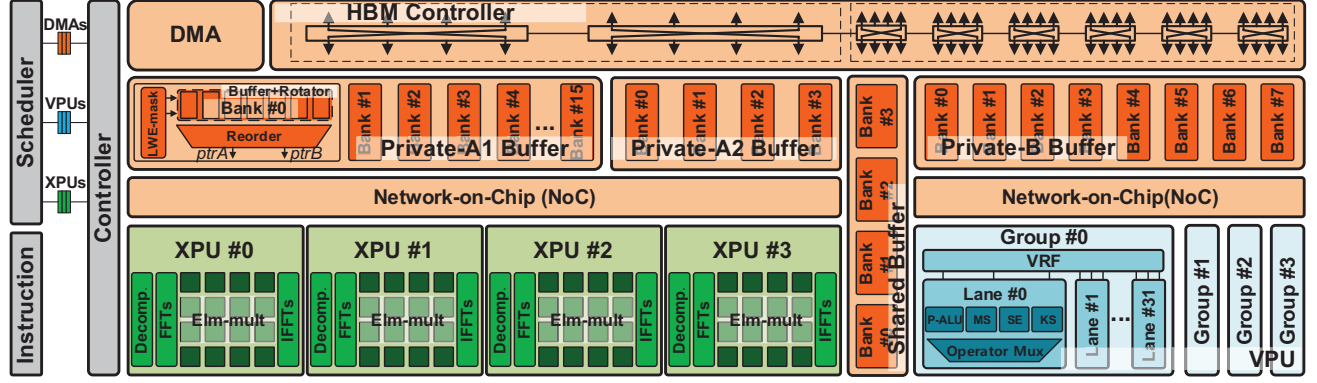 Scheduler
Instruction
DMAs
VPUs
XPUs
Controller
DMA
HBM Controller
LWE-mask
Buffer+Rotator
Bank #0
Reorder
ptrA
ptrB
Bank #1
Bank #2
Bank #3
Bank #4
...
Bank #15
Private-A1 Buffer
Bank #0
Bank #1
Bank #2
Bank #3
Private-A2 Buffer
Bank #3
Bank #2
Bank #1
Bank #0
Shared Buffer
Bank #0
Bank #1
Bank #2
Bank #3
Bank #4
Bank #5
Bank #6
Bank #7
Private-B Buffer
Network-on-Chip (NoC)
Network-on-Chip(NoC)
XPU #0
Decomp.
FFTs
Elm-mult
IFFTs
XPU #1
Decomp.
FFTs
Elm-mult
IFFTs
XPU #2
Decomp.
FFTs
Elm-mult
IFFTs
XPU #3
Decomp.
FFTs
Elm-mult
IFFTs
Group #0
VRF
Lane #0
P-ALU
MS
SE
KS
Operator Mux
Lane #1
...
Lane #31
Group #1
Group #2
Group #3
VPU